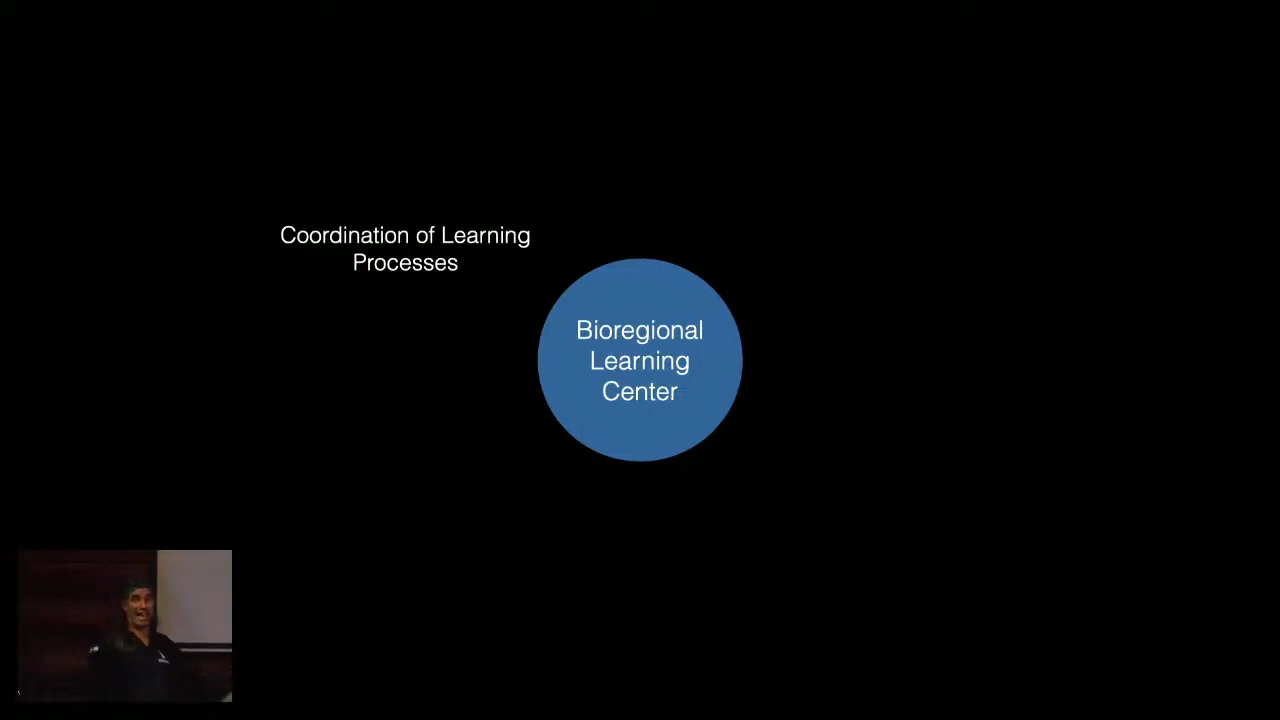 Coordination of Learning
Processes
Bioregional
Learning
Center